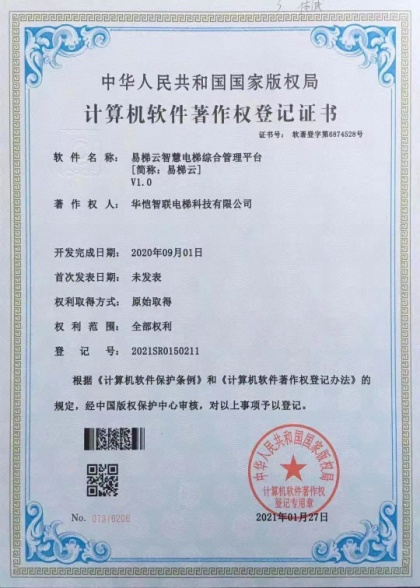 中华人民共和国国家版权局
计算机软件著作权登记证书
证书号： 软著登字第6874528号
软件名称： 易梯云智慧电梯综合管理平台
[简称：易梯云]
V1.0
著作权人： 华恺智联电梯科技有限公司
开发完成日期： 2020年09月01日
首次发表日期： 未发表
权利取得方式： 原始取得
权利范围： 全部权利
登记号： 2021SR0150211
根据《计算机软件保护条例》和《计算机软件著作权登记办法》的
规定，经中国版权保护中心审核，对以上事项予以登记。
中华人民共和国国家版权局
计算机软件著作权
登记专用章
No. 07316206
2021年01月27日